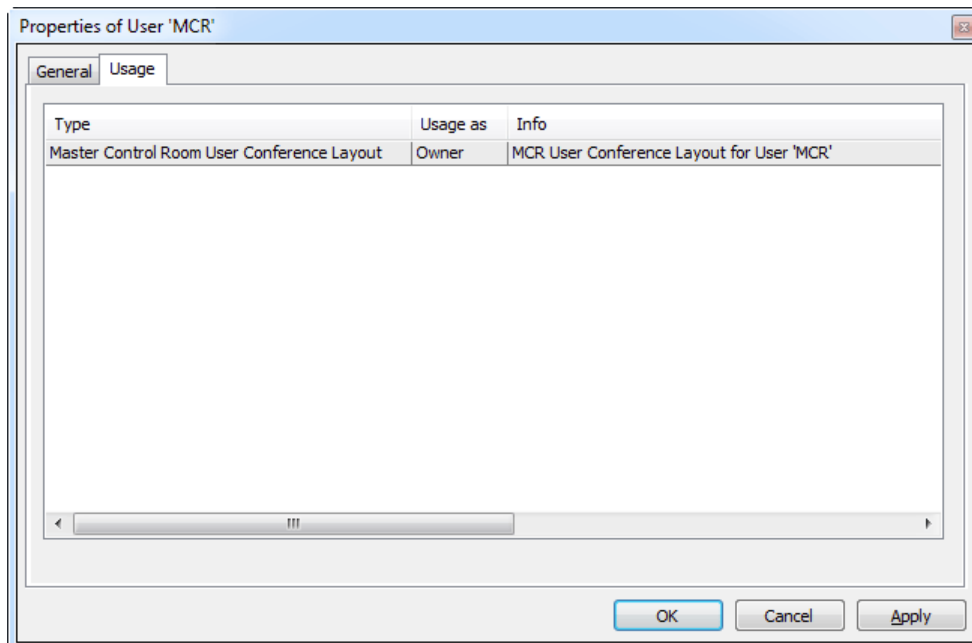 Properties of User 'MCR'
General Usage
Type Usage as Info
Master Control Room User Conference Layout Owner MCR User Conference Layout for User 'MCR'
OK Cancel Apply